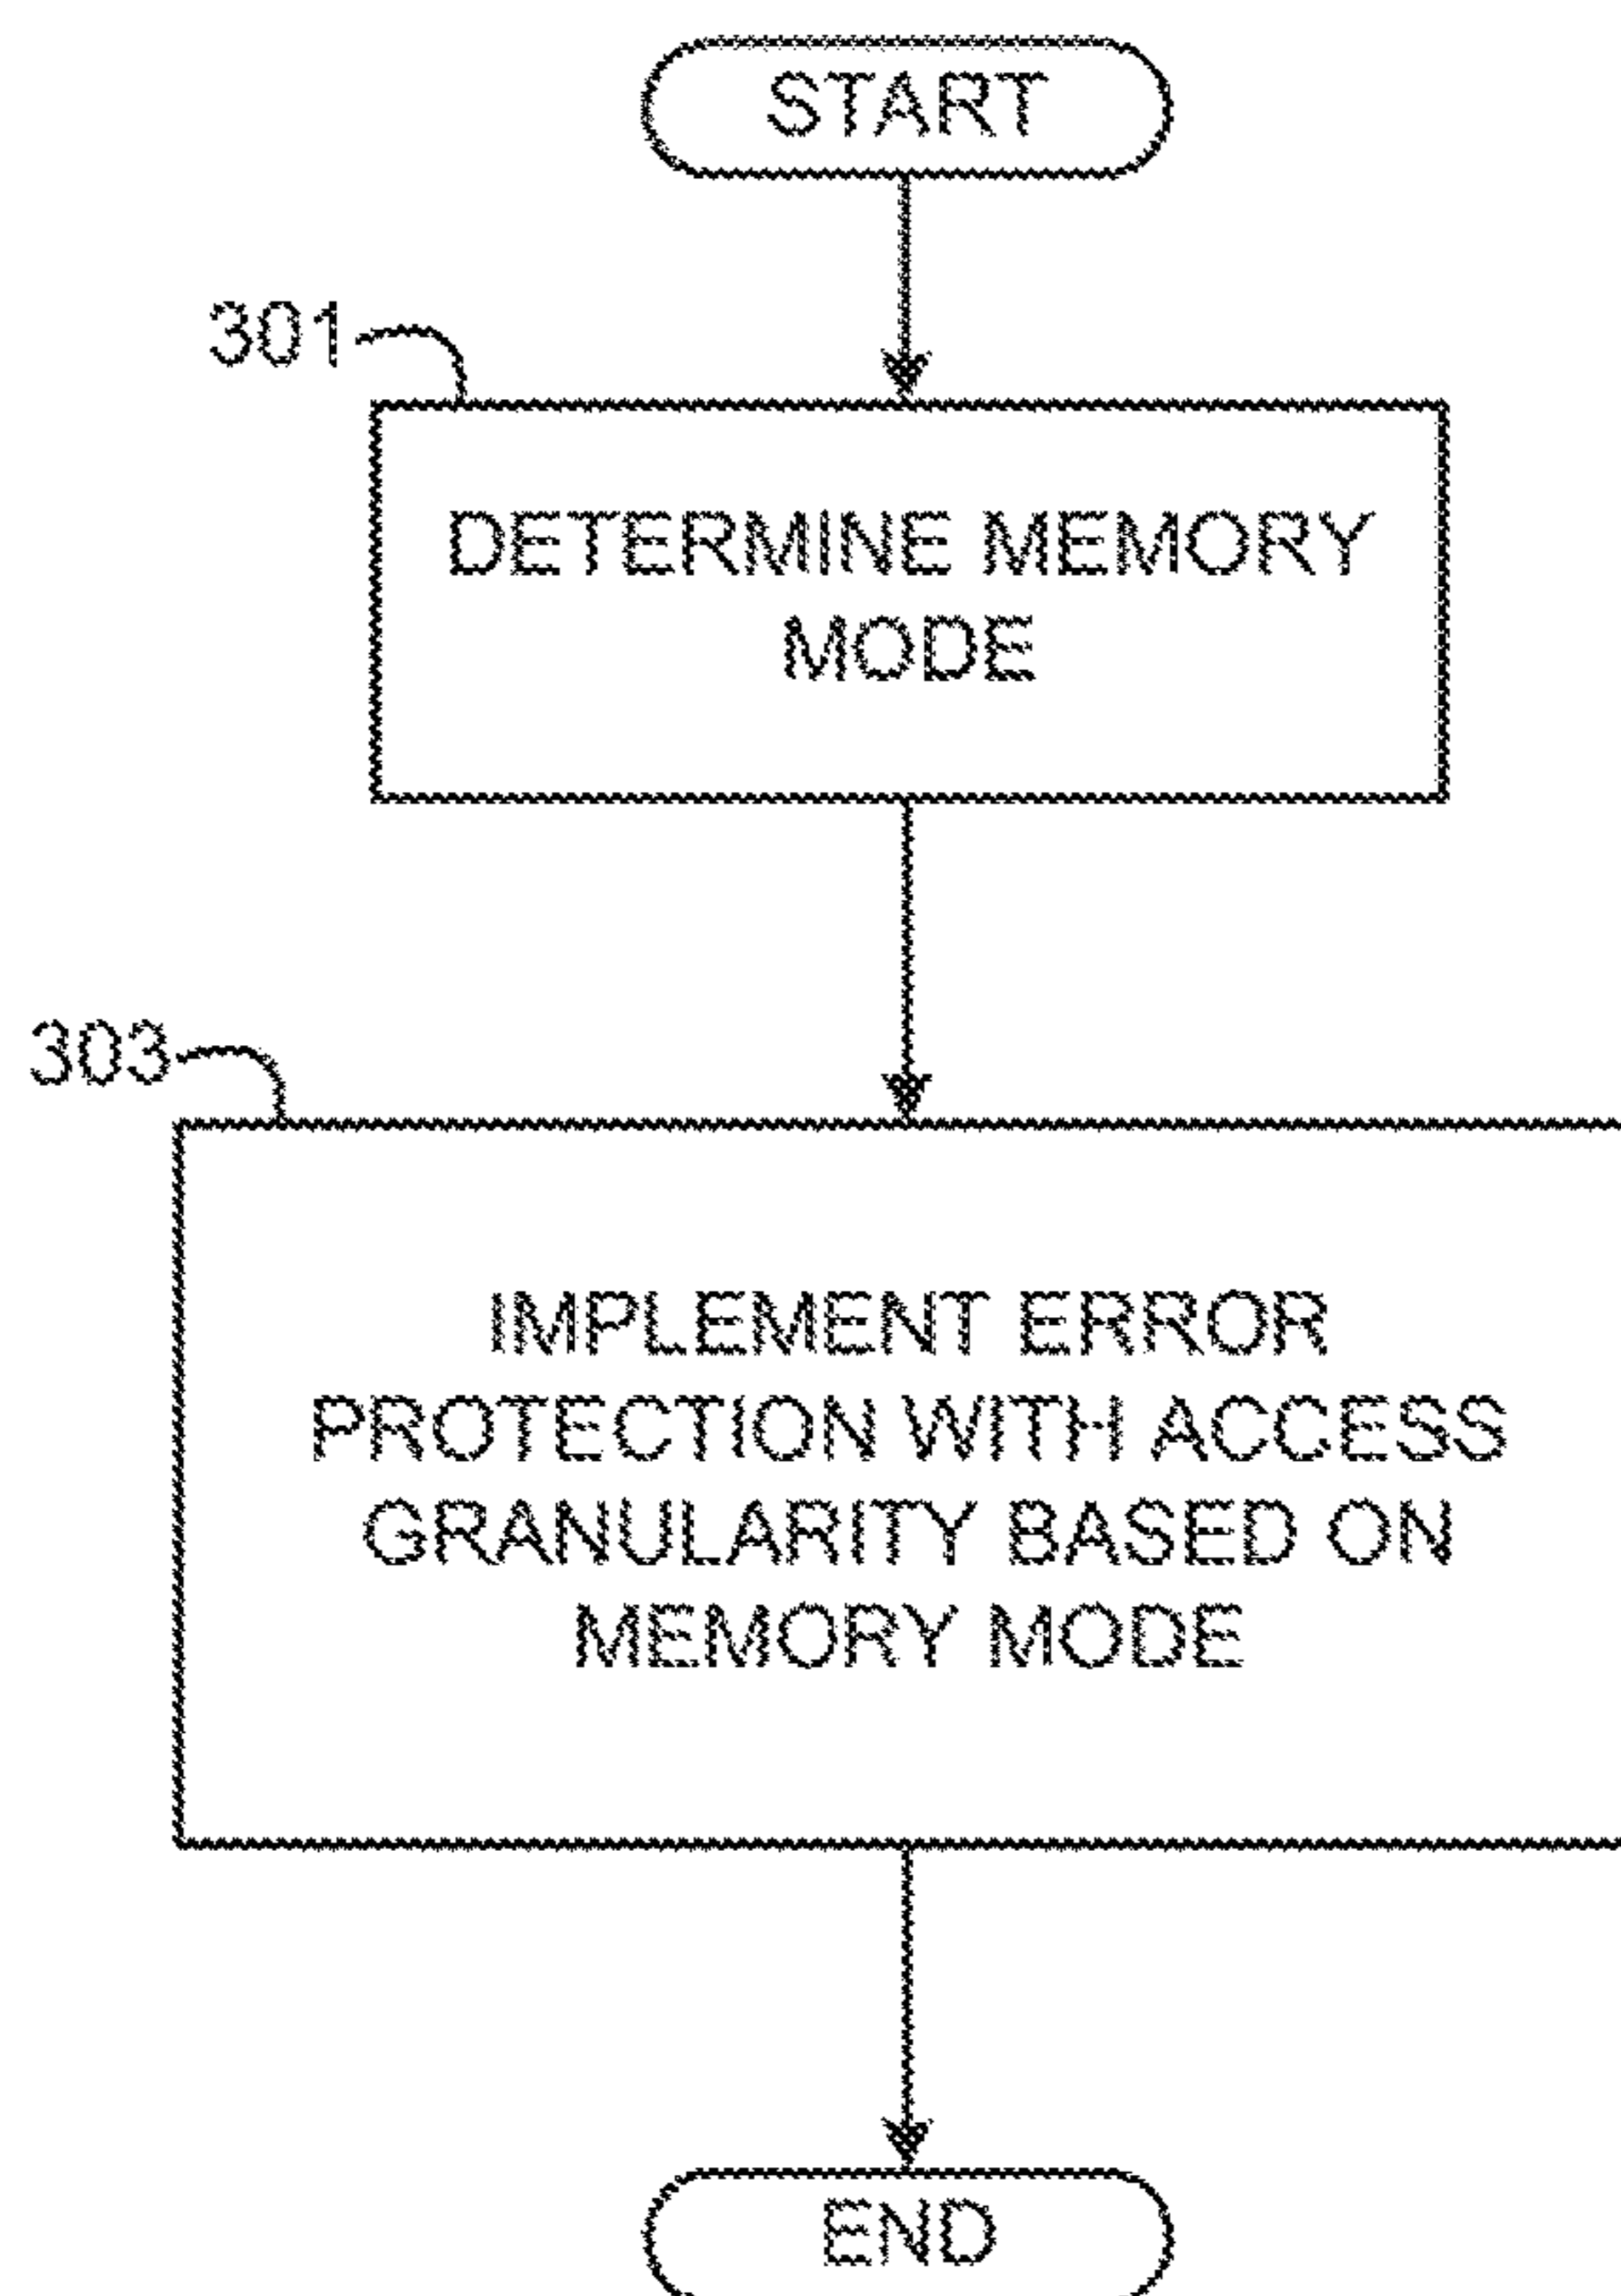 START
301
DETERMINE MEMORY
MODE
303
IMPLEMENT ERROR
PROTECTION WITH ACCESS
GRANULARITY BASED ON
MEMORY MODE
END